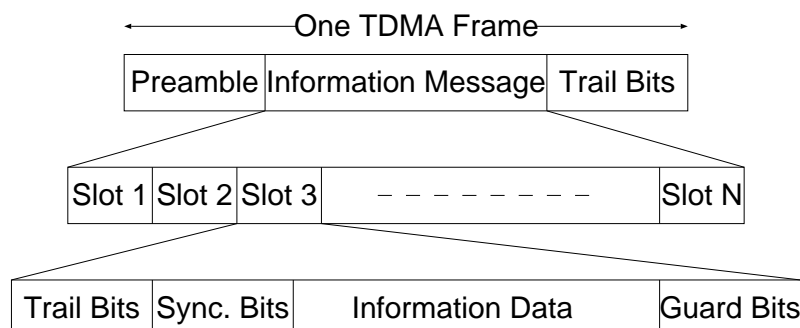 One TDMA Frame
Preamble Information Message Trail Bits
Slot 1 Slot 2 Slot 3 Slot N
Trail Bits Sync. Bits Information Data Guard Bits